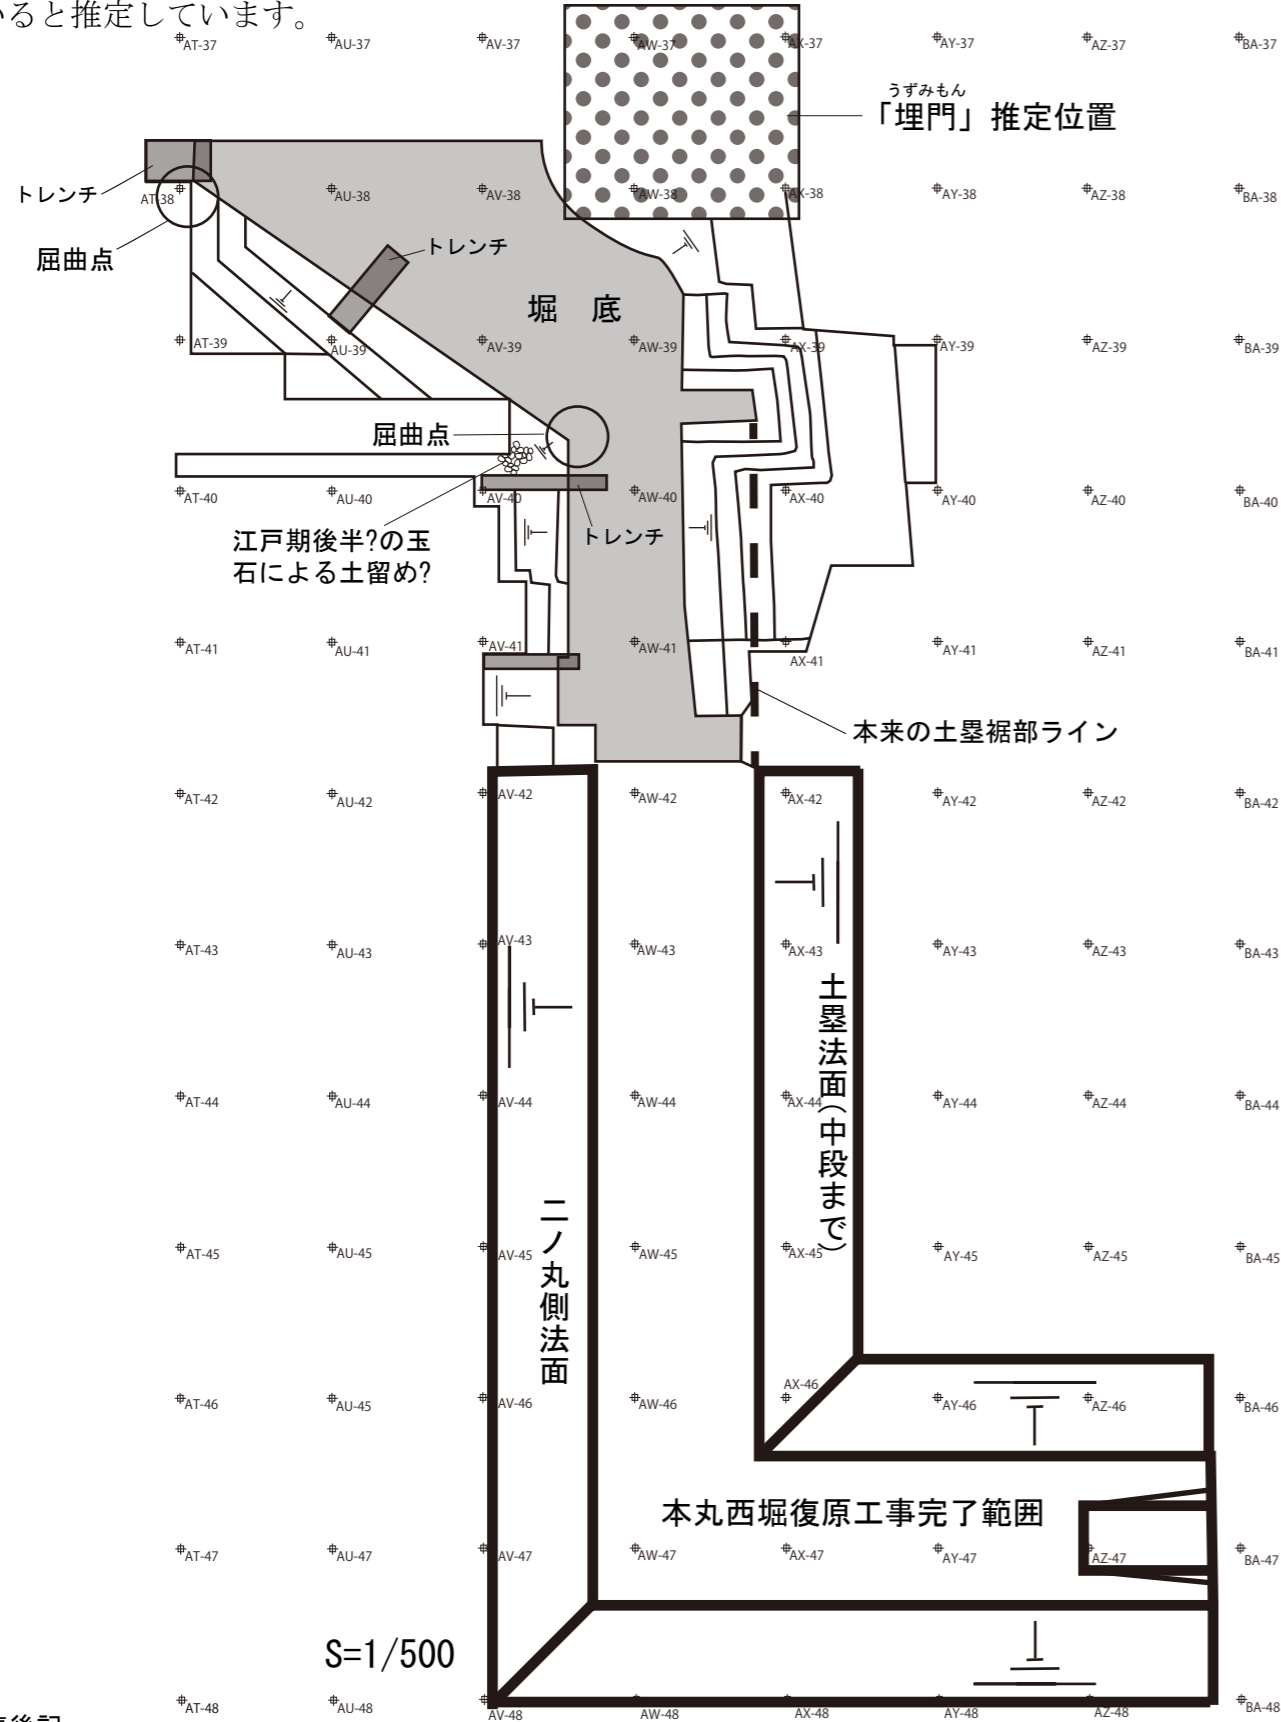 いると推定しています。
AT-37 AU-37 AV-37 AW-37 AX-37 AY-37 AZ-37 BA-37
うずみもん
「埋門」推定位置
トレンチ
AT-38 AU-38 AV-38 AW-38 AX-38 AY-38 AZ-38 BA-38
屈曲点
トレンチ
堀 底
AT-39 AU-39 AV-39 AW-39 AX-39 AY-39 AZ-39 BA-39
屈曲点
AT-40 AU-40 AV-40 AW-40 AX-40 AY-40 AZ-40 BA-40
江戸期後半?の玉
石による土留め?
トレンチ
AT-41 AU-41 AV-41 AW-41 AX-41 AY-41 AZ-41 BA-41
本来の土塁裾部ライン
AT-42 AU-42 AV-42 AW-42 AX-42 AY-42 AZ-42 BA-42
AT-43 AU-43 AV-43 AW-43 AX-43 AY-43 AZ-43 BA-43
土塁法面(中段まで)
AT-44 AU-44 AV-44 AW-44 AX-44 AY-44 AZ-44 BA-44
二ノ丸側法面
AT-45 AU-45 AV-45 AW-45 AX-45 AY-45 AZ-45 BA-45
AT-46 AU-45 AV-46 AW-46 AX-46 AY-46 AZ-46 BA-46
本丸西堀復原工事完了範囲
AT-47 AU-47 AV-47 AW-47 AX-47 AY-47 AZ-47 BA-47
S=1/500
AT-48 AU-48 AV-48 AW-48 AX-48 AY-48 AZ-48 BA-48